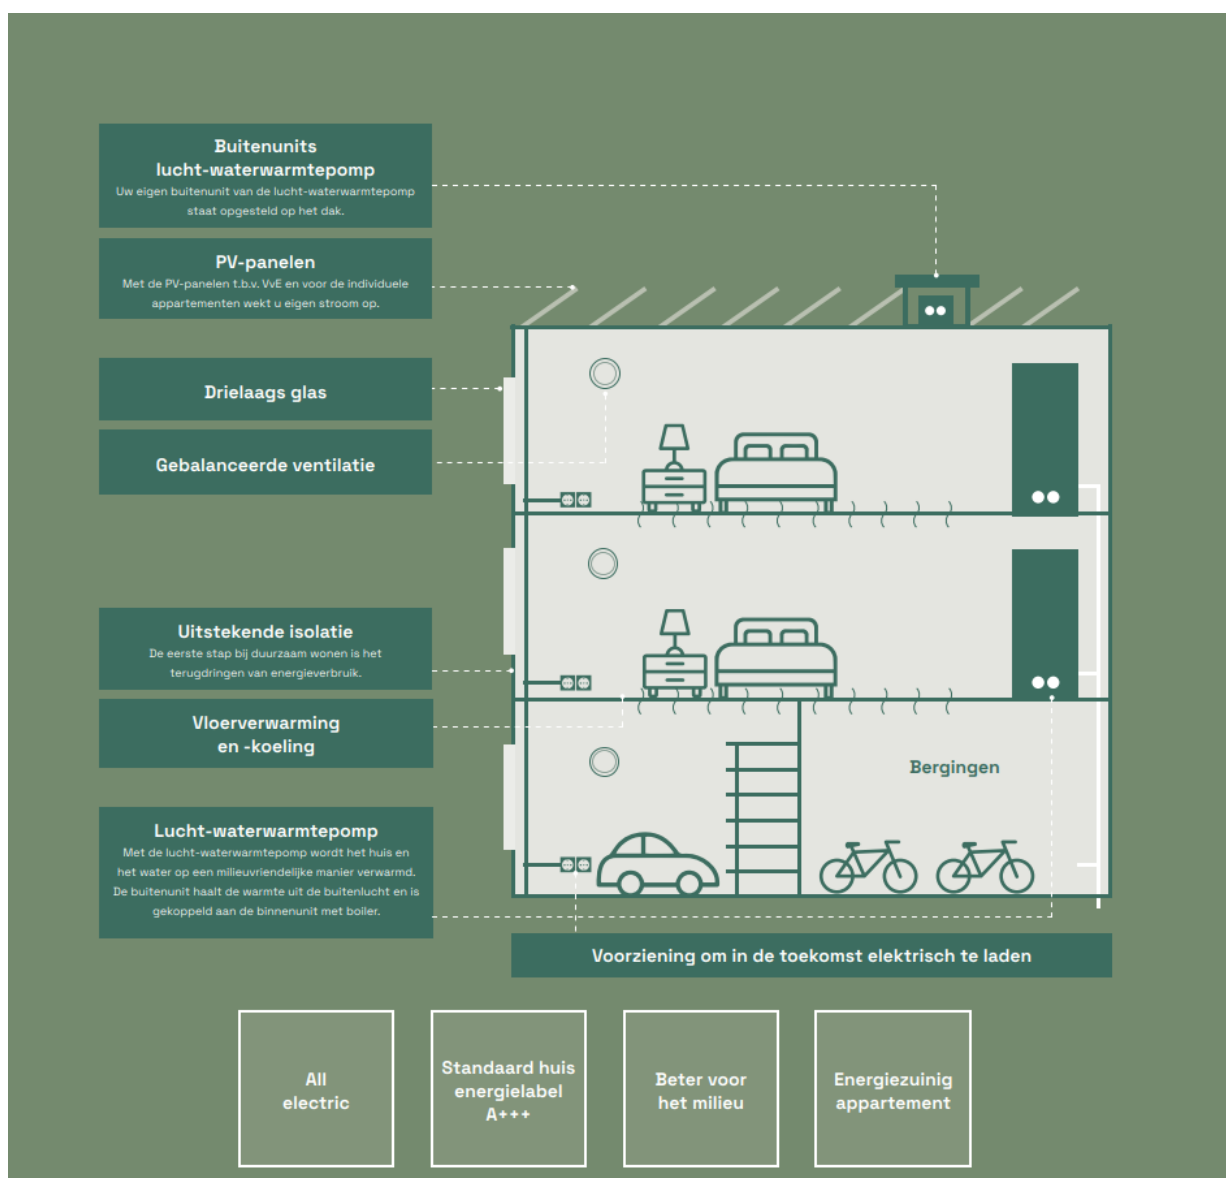 Buitenunits
lucht-waterwarmtepomp
Uw eigen buitenunit van de lucht-waterwarmtepomp
staat opgesteld op het dak.
PV-panelen
Met de PV-panelen t.b.v. VvE en voor de individuele
appartementen wekt u eigen stroom op.
Drielaags glas
Gebalanceerde ventilatie
Uitstekende isolatie
De eerste stap bij duurzaam wonen is het
terugdringen van energieverbruik.
Vloerverwarming
en -koeling
Bergingen
Lucht-waterwarmtepomp
Met de lucht-waterwarmtepomp wordt het huis en
het water op een milieuvriendelijke manier verwarmd.
De buitenunit haalt de warmte uit de buitenlucht en is
gekoppeld aan de binnenunit met boiler.
Voorziening om in de toekomst elektrisch te laden
All
electric
Standaard huis
energielabel
A+++
Beter voor
het milieu
Energiezuinig
appartement